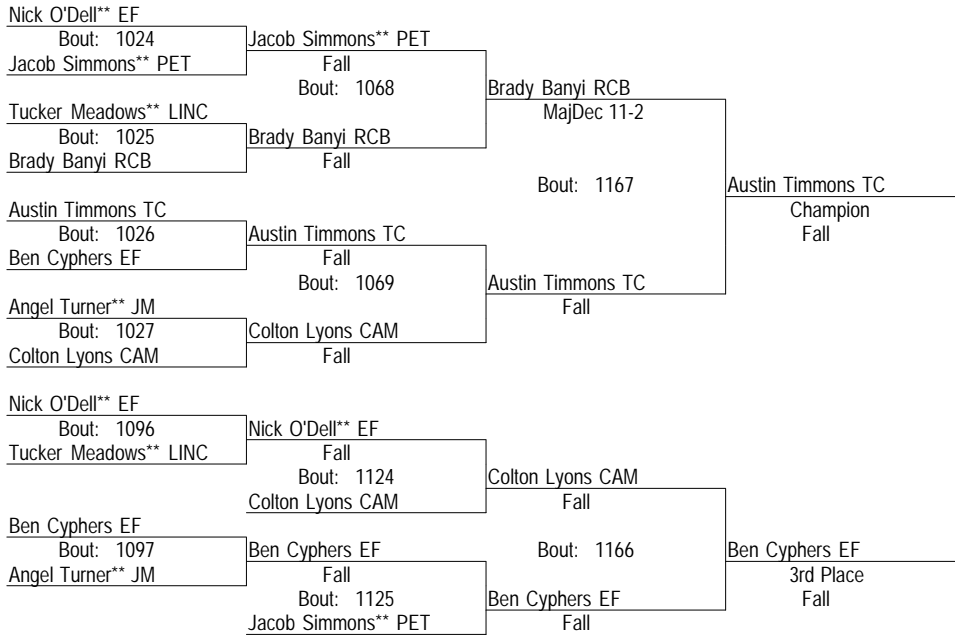 Nick O'Dell** EF
Bout: 1024
Jacob Simmons** PET
Jacob Simmons** PET
Fall
Bout: 1068
Brady Banyi RCB
MajDec 11-2
Tucker Meadows** LINC
Bout: 1025
Brady Banyi RCB
Brady Banyi RCB
Fall
Bout: 1167
Austin Timmons TC
Champion
Fall
Austin Timmons TC
Bout: 1026
Ben Cyphers EF
Austin Timmons TC
Fall
Bout: 1069
Austin Timmons TC
Fall
Angel Turner** JM
Bout: 1027
Colton Lyons CAM
Colton Lyons CAM
Fall
Nick O'Dell** EF
Bout: 1096
Tucker Meadows** LINC
Nick O'Dell** EF
Fall
Bout: 1124
Colton Lyons CAM
Colton Lyons CAM
Fall
Ben Cyphers EF
Bout: 1097
Angel Turner** JM
Ben Cyphers EF
Fall
Bout: 1125
Jacob Simmons** PET
Bout: 1166
Ben Cyphers EF
Fall
Ben Cyphers EF
3rd Place
Fall